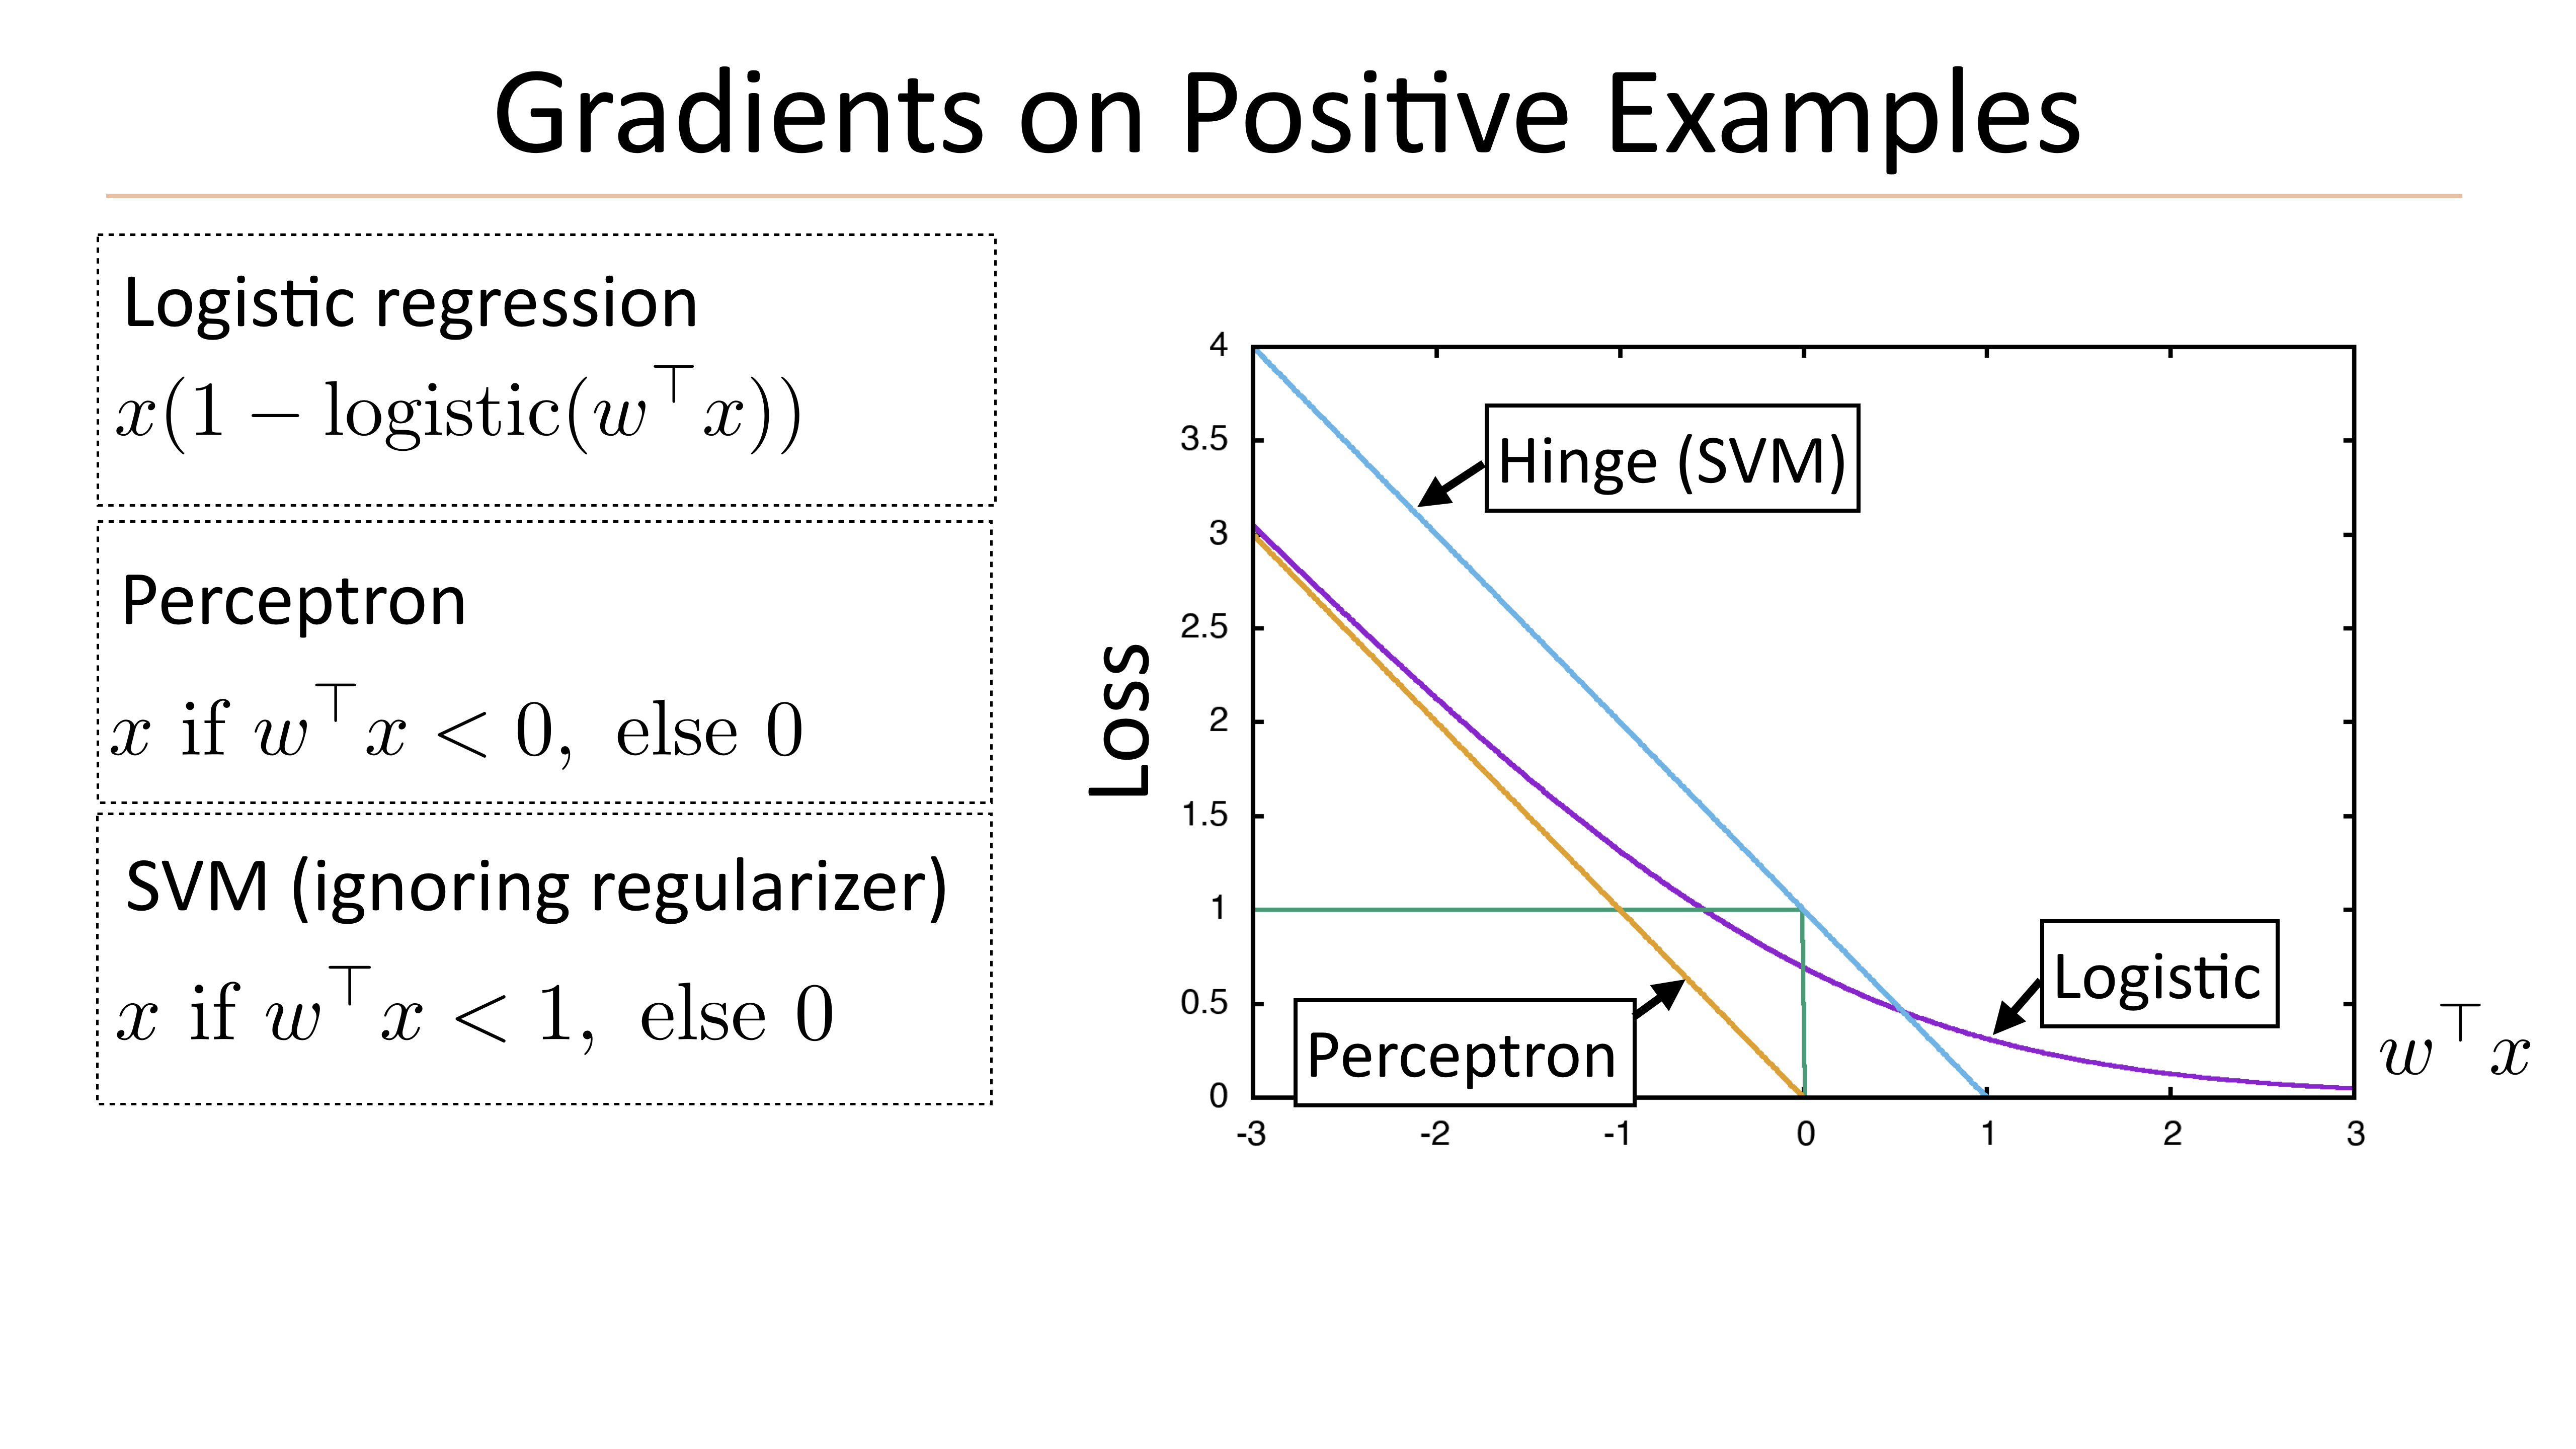 Gradients on Positive Examples
Logistic regression
x(1 − logistic(w⊤x))
Perceptron
x if w⊤x < 0, else 0
SVM (ignoring regularizer)
x if w⊤x < 1, else 0
Loss
4
3.5
3
2.5
2
1.5
1
0.5
0
Hinge (SVM)
Logistic
Perceptron
-3 -2 -1 0 1 2 3
w⊤x